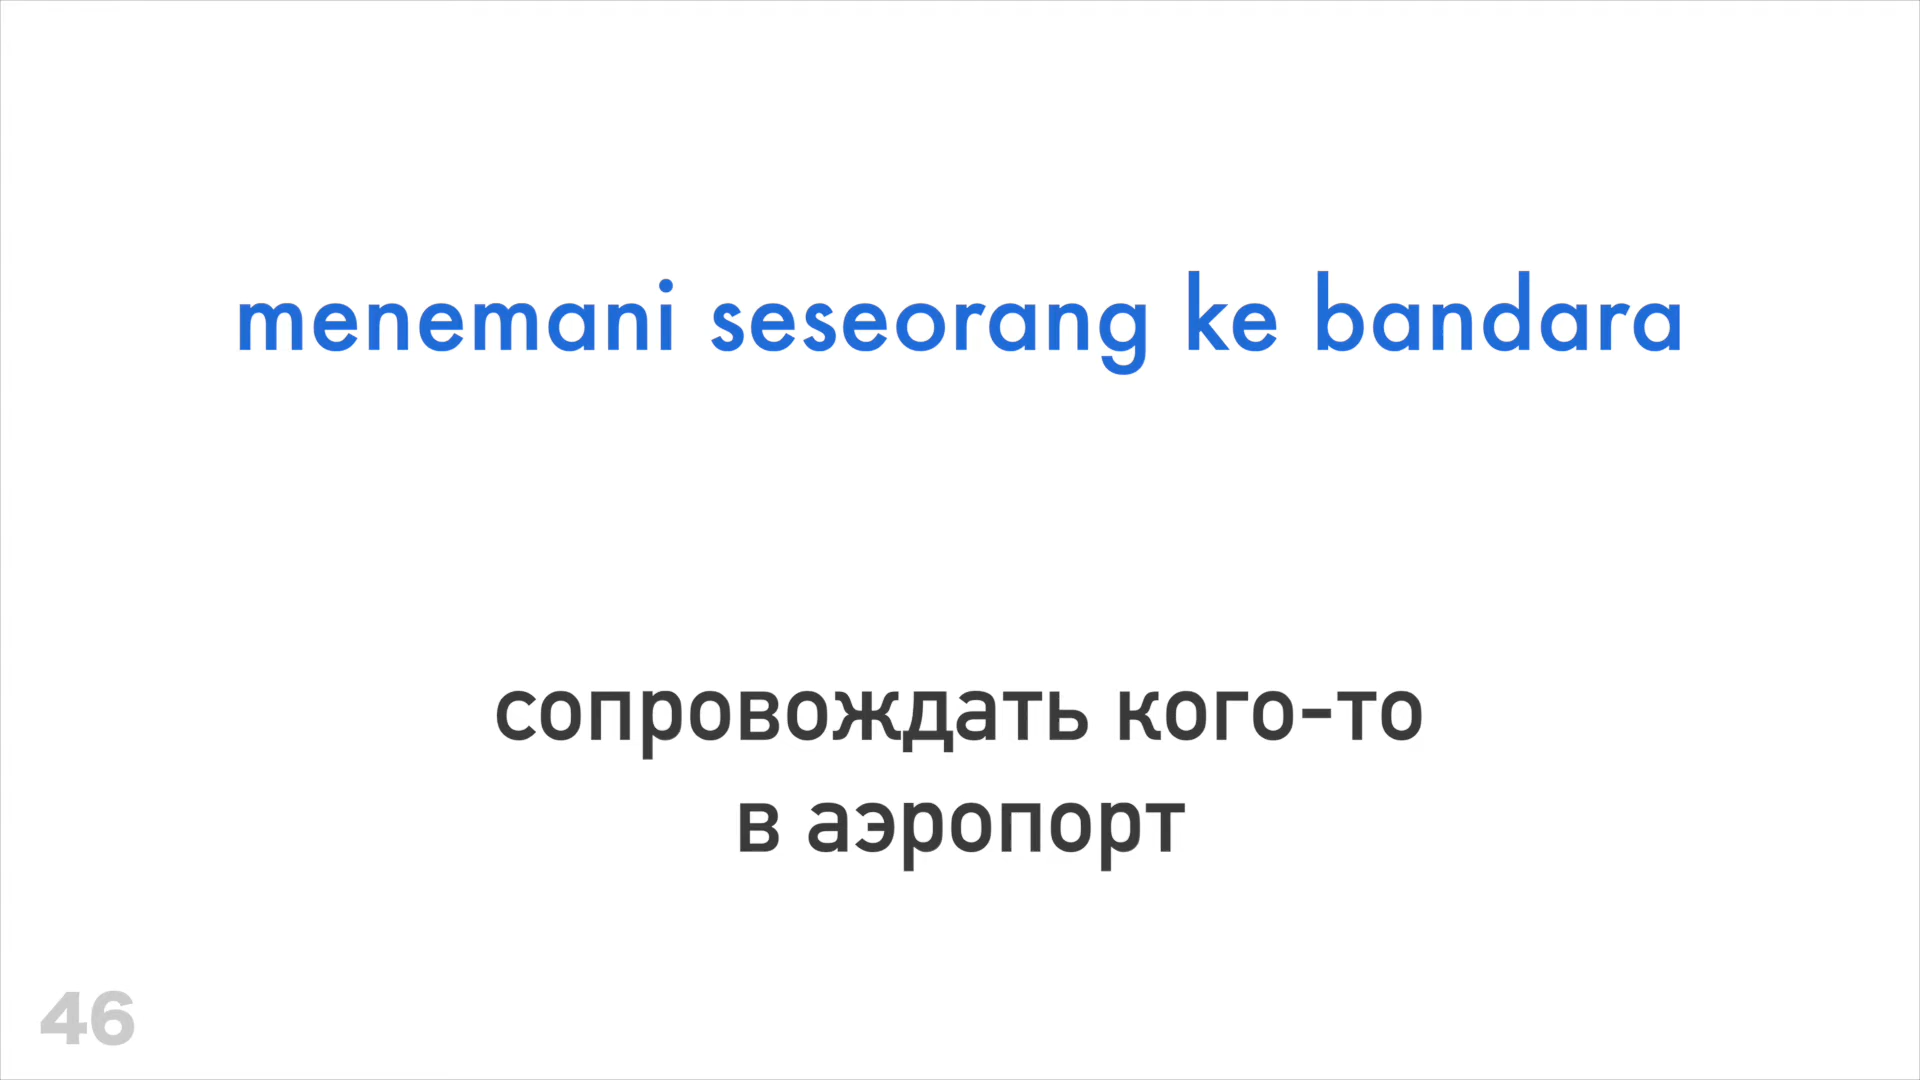 menemani seseorang ke bandara
сопровождать кого-то
в аэропорт
46